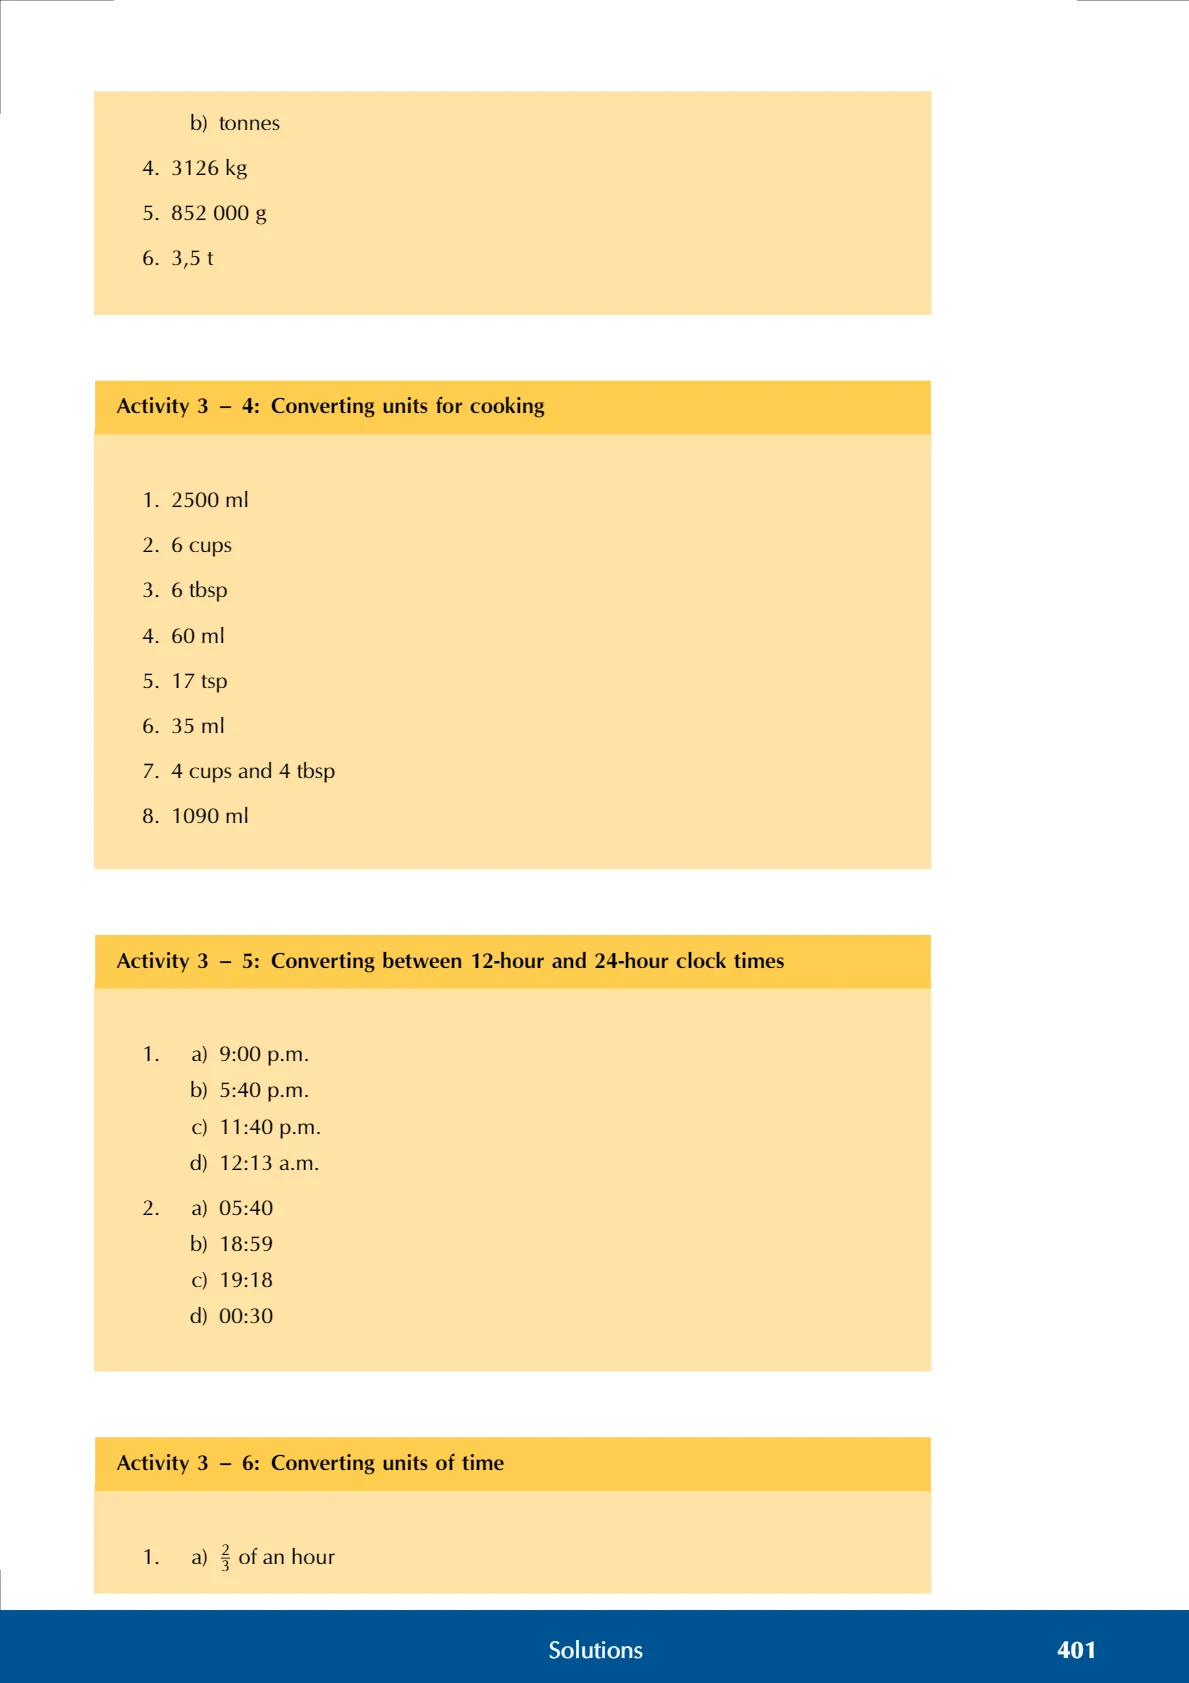 b) tonnes
4. 3126 kg
5. 852 000 g
6. 3,5 t
Activity 3 – 4: Converting units for cooking
1. 2500 ml
2. 6 cups
3. 6 tbsp
4. 60 ml
5. 17 tsp
6. 35 ml
7. 4 cups and 4 tbsp
8. 1090 ml
Activity 3 – 5: Converting between 12-hour and 24-hour clock times
1. a) 9:00 p.m.
b) 5:40 p.m.
c) 11:40 p.m.
d) 12:13 a.m.
2. a) 05:40
b) 18:59
c) 19:18
d) 00:30
Activity 3 – 6: Converting units of time
1. a) 2/3 of an hour
Solutions 401